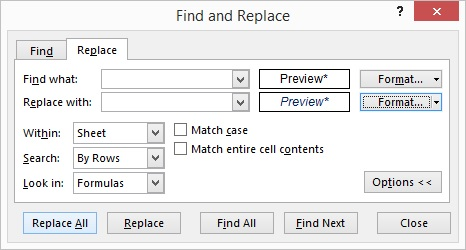 Find and Replace
?
Find Replace
Find what: Preview* Format...
Replace with: Preview* Format...
Within: Sheet Match case
Search: By Rows Match entire cell contents
Look in: Formulas
Options <<
Replace All Replace Find All Find Next Close